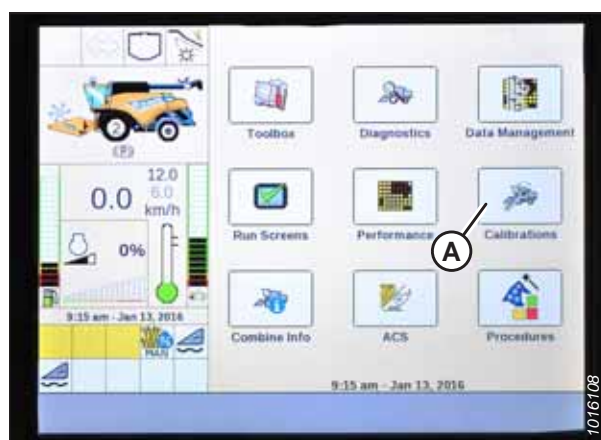 Toolbox
Diagnostics
Data Management
2
(P)
12.0
0.0
6.0
km/h
Run Screens
Performance
Calibrations
A
0%
9:15 am - Jan 13, 2016
MAN
Combine Info
ACS
Procedures
9:15 am - Jan 13, 2016
1016108